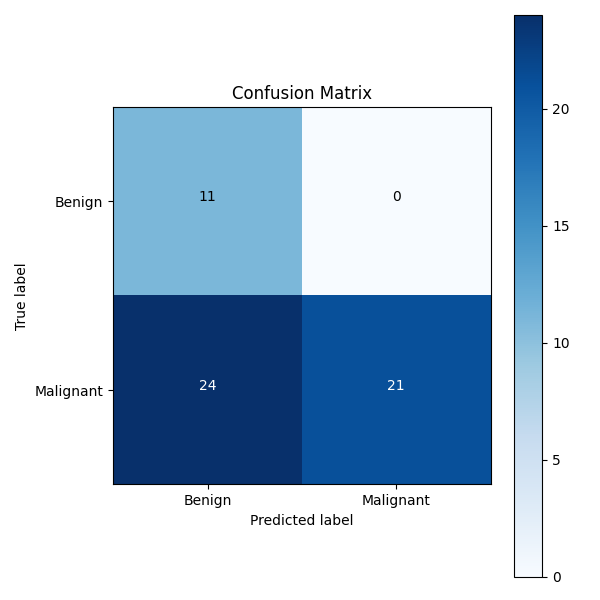 Confusion Matrix
True label
Benign
11
0
Malignant
24
21
Benign
Malignant
Predicted label
20
15
10
5
0